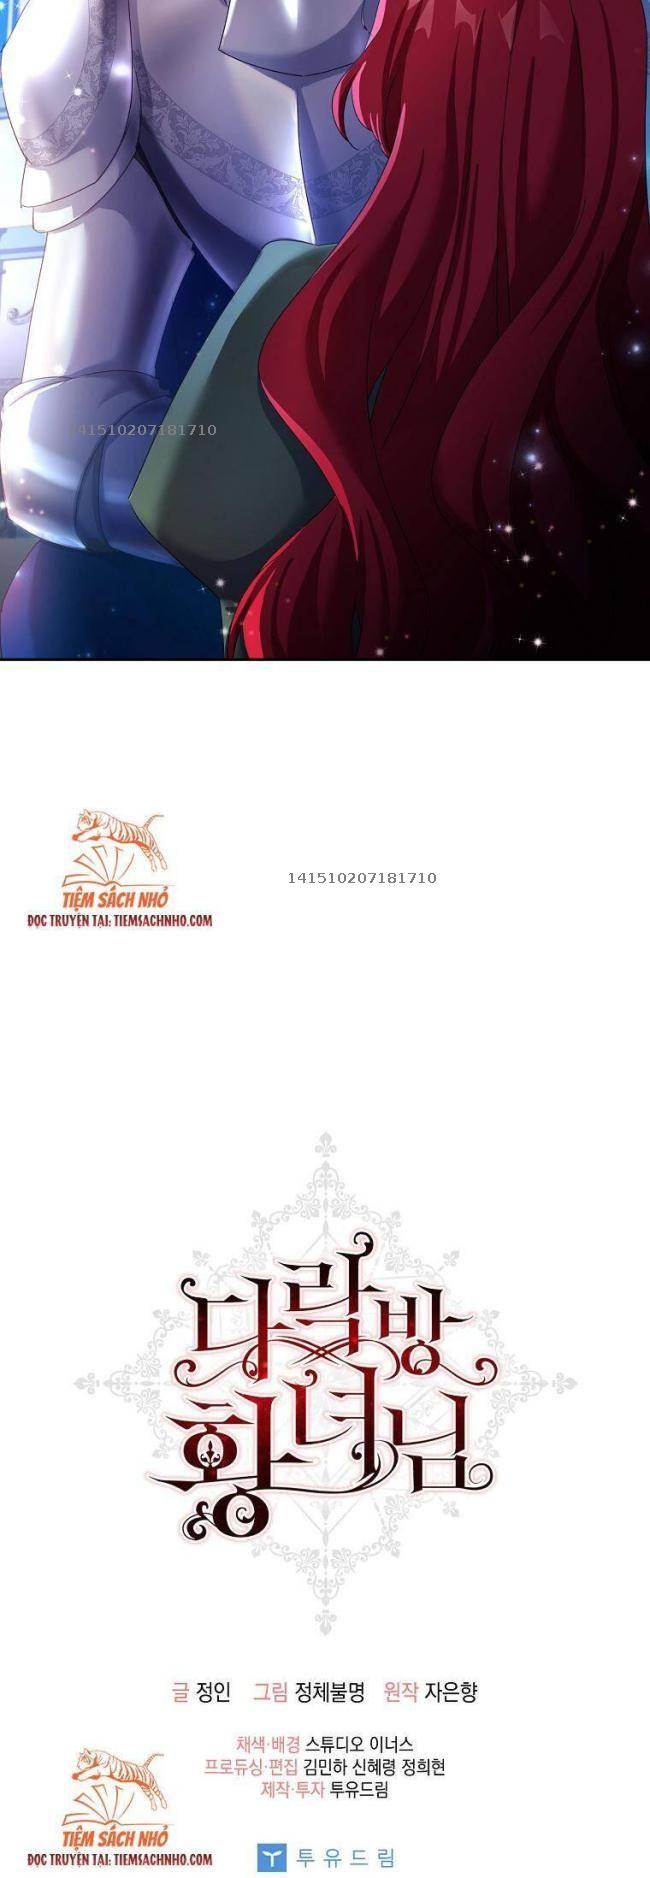 141510207181710
TIỆM SÁCH NHỎ
ĐỌC TRUYỆN TẠI: TIEMSACHNHO.COM
141510207181710
다락방
황녀님
글 정인 그림 정체불명 원작 자은향
채색·배경 스튜디오 이너스
프로듀싱·편집 김민하 신혜령 정희현
제작·투자 투유드림
TIỆM SÁCH NHỎ
ĐỌC TRUYỆN TẠI: TIEMSACHNHO.COM
투유드림